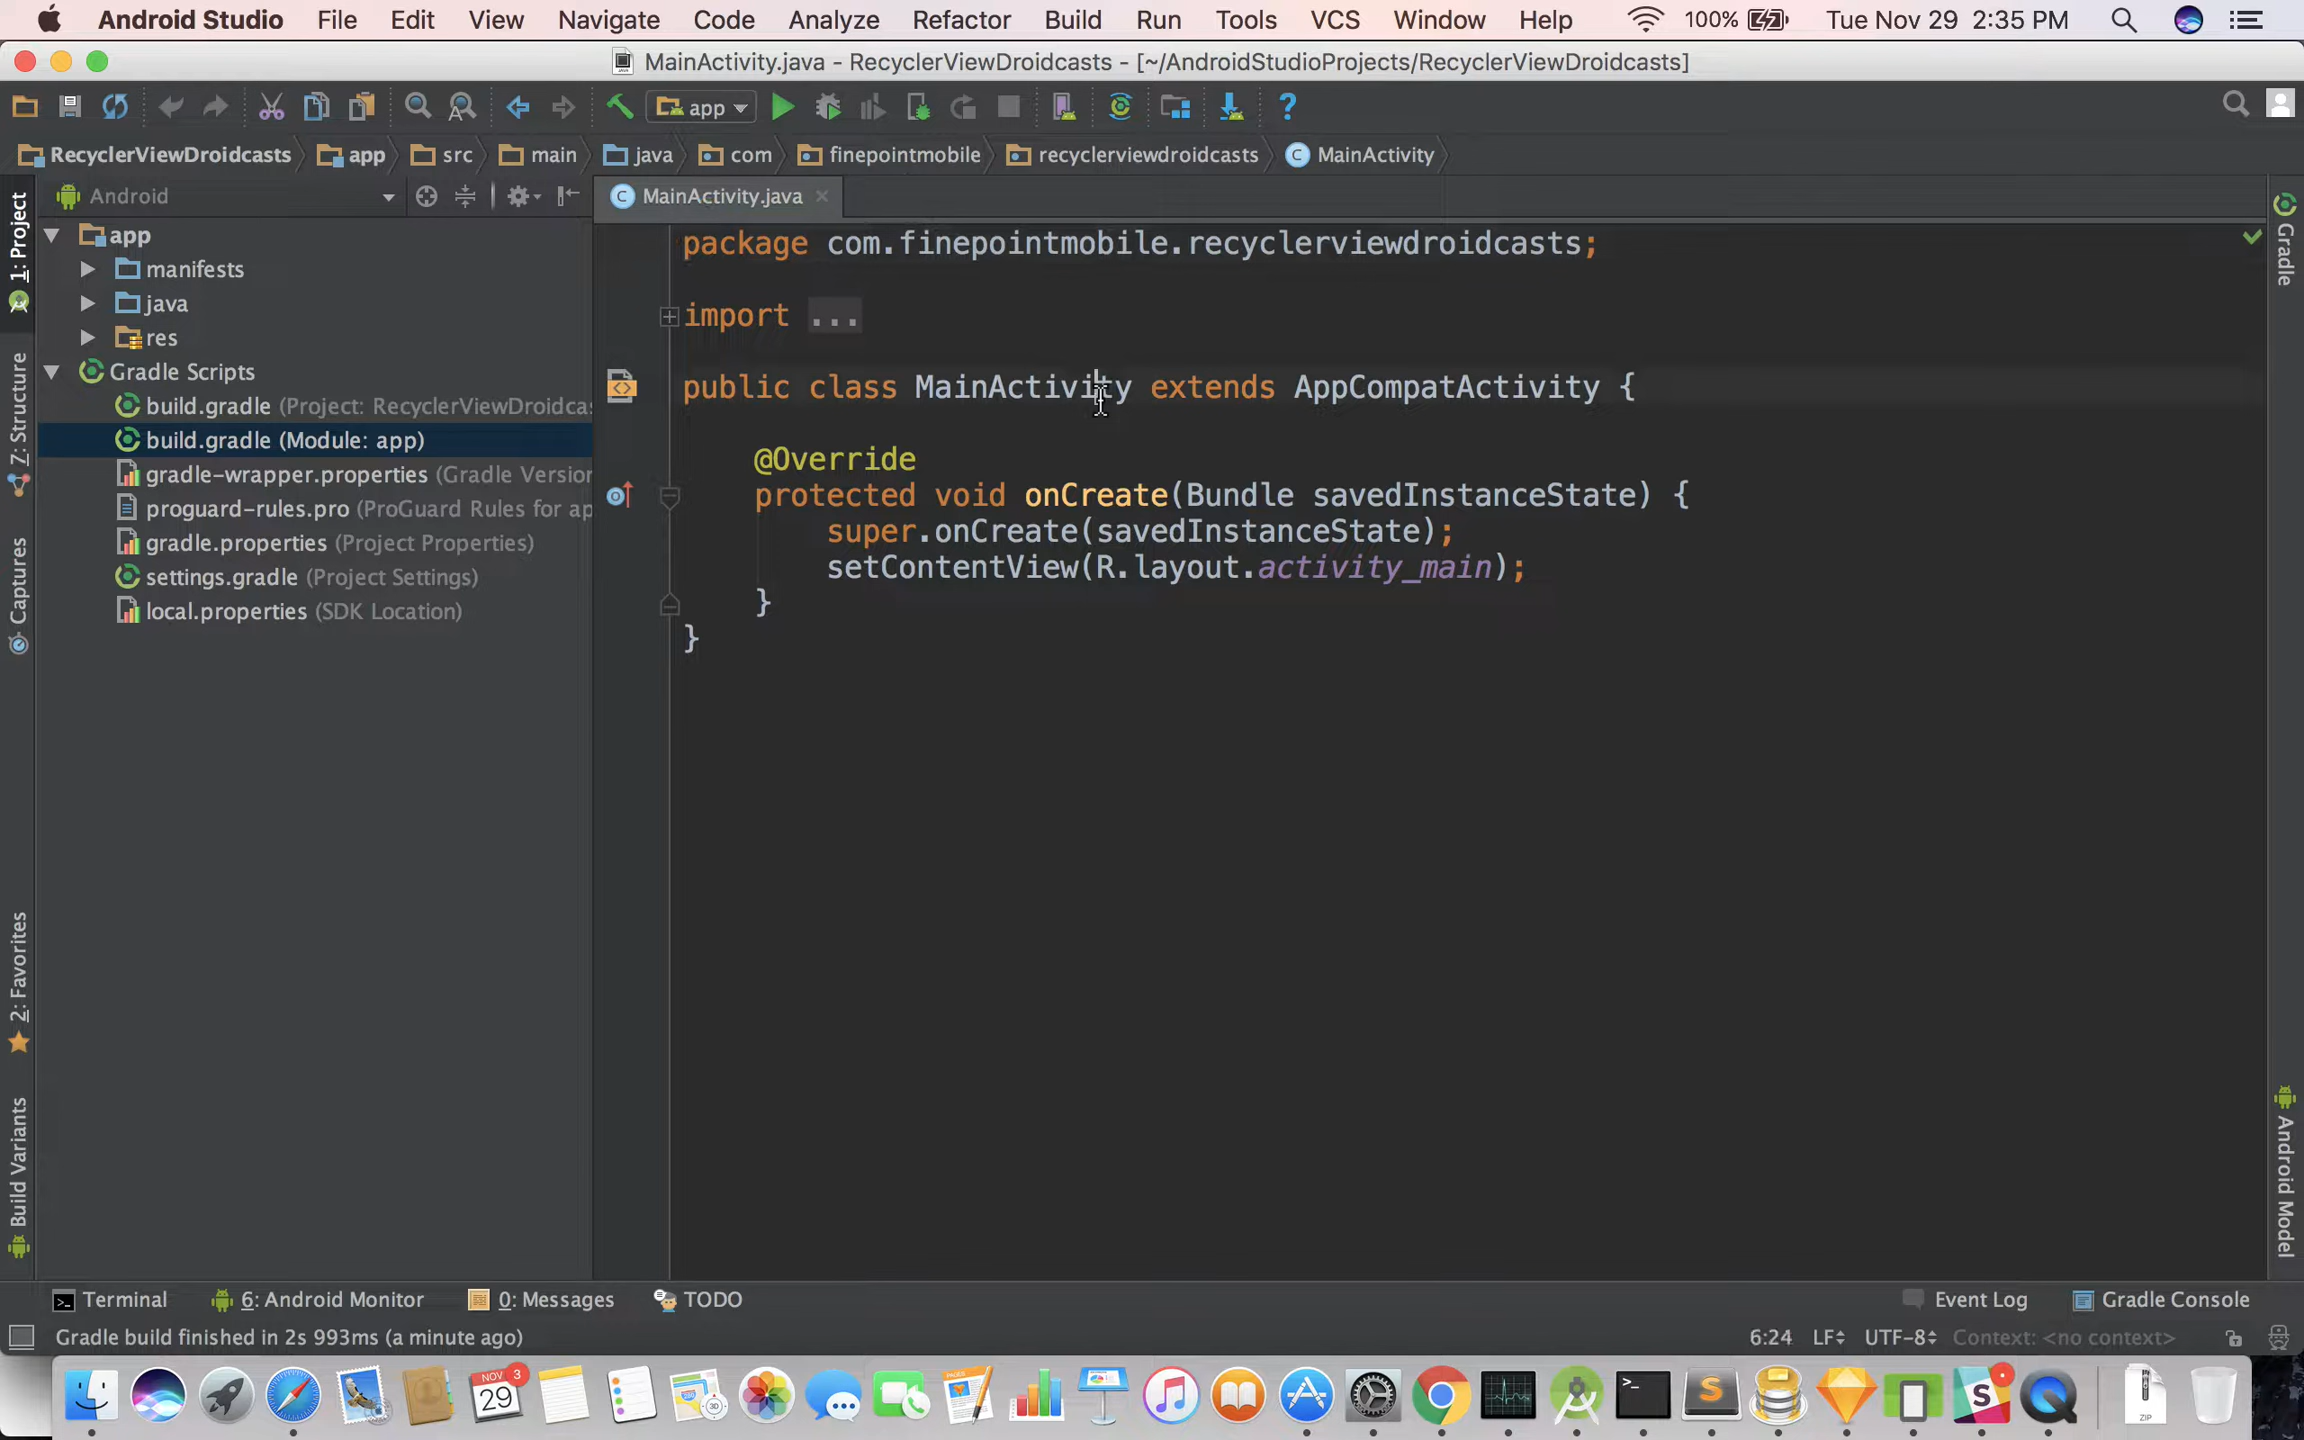 Android Studio File Edit View Navigate Code Analyze Refactor Build Run Tools VCS Window Help 100% Tue Nov 29 2:35 PM
MainActivity.java - RecyclerViewDroidcasts - [~/AndroidStudioProjects/RecyclerViewDroidcasts]
app
RecyclerViewDroidcasts app src main java com finepointmobile recyclerviewdroidcasts MainActivity
Android
MainActivity.java
1: Project
7: Structure
Captures
2: Favorites
Build Variants
app
manifests
java
res
Gradle Scripts
build.gradle (Project: RecyclerViewDroidcas
build.gradle (Module: app)
gradle-wrapper.properties (Gradle Version
proguard-rules.pro (ProGuard Rules for ap
gradle.properties (Project Properties)
settings.gradle (Project Settings)
local.properties (SDK Location)
package com.finepointmobile.recyclerviewdroidcasts;
import ...
public class MainActivity extends AppCompatActivity {
@Override
protected void onCreate(Bundle savedInstanceState) {
super.onCreate(savedInstanceState);
setContentView(R.layout.activity_main);
}
}
Gradle
Android Model
Terminal 6: Android Monitor 0: Messages TODO Event Log Gradle Console
Gradle build finished in 2s 993ms (a minute ago) 6:24 LF UTF-8 Context: <no context>
NOV
29
3
PAGES
3D
ZIP